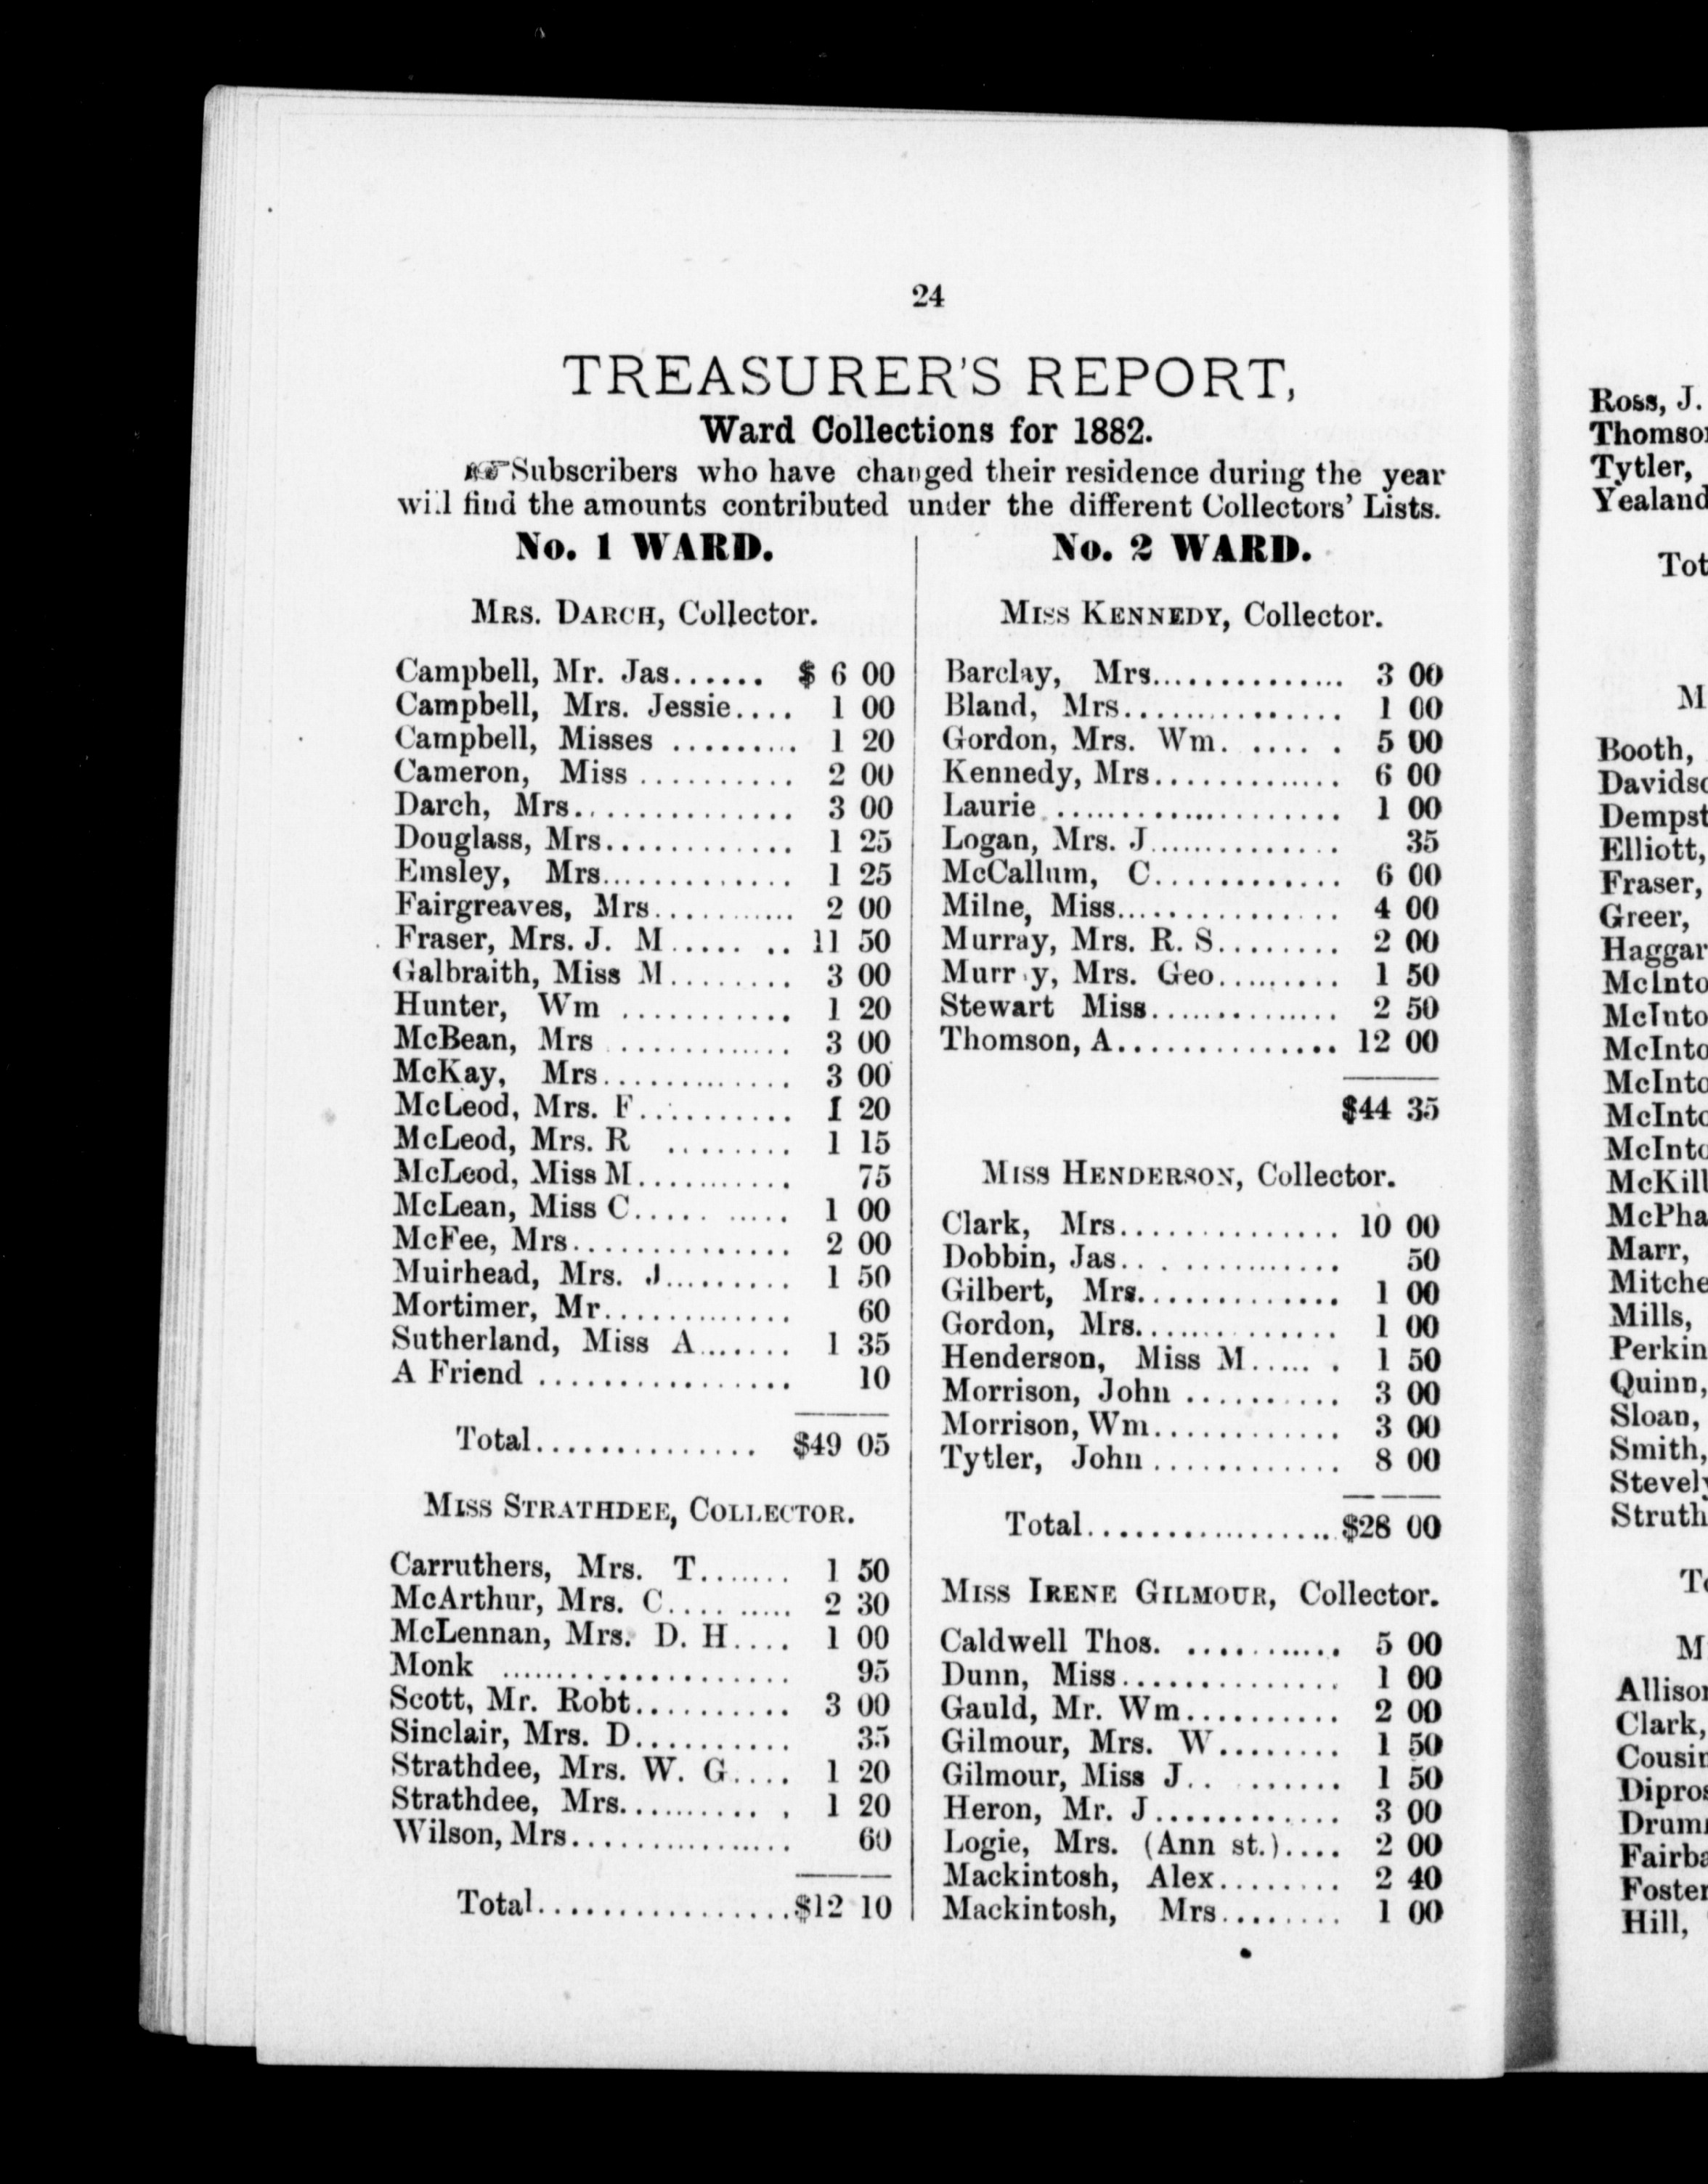 24
TREASURER'S REPORT,
Ward Collections for 1882.
☞Subscribers who have changed their residence during the year
will find the amounts contributed under the different Collectors' Lists.
No. 1 WARD.
MRS. DARCH, Collector.
Campbell, Mr. Jas...... $ 6 00
Campbell, Mrs. Jessie.... 1 00
Campbell, Misses ......... 1 20
Cameron, Miss .......... 2 00
Darch, Mrs.............. 3 00
Douglass, Mrs............ 1 25
Emsley, Mrs............. 1 25
Fairgreaves, Mrs........... 2 00
Fraser, Mrs. J. M..... .. 11 50
Galbraith, Miss M........ 3 00
Hunter, Wm ........... 1 20
McBean, Mrs ............ 3 00
McKay, Mrs............ 3 00
McLeod, Mrs. F.......... 1 20
McLeod, Mrs. R ........ 1 15
McLeod, Miss M.......... 75
McLean, Miss C.... ..... 1 00
McFee, Mrs.............. 2 00
Muirhead, Mrs. J......... 1 50
Mortimer, Mr............ 60
Sutherland, Miss A....... 1 35
A Friend ................ 10
Total.............. $49 05
MISS STRATHDEE, COLLECTOR.
Carruthers, Mrs. T....... 1 50
McArthur, Mrs. C.... ..... 2 30
McLennan, Mrs. D. H.... 1 00
Monk .................... 95
Scott, Mr. Robt.......... 3 00
Sinclair, Mrs. D.......... 35
Strathdee, Mrs. W. G.... 1 20
Strathdee, Mrs.......... . 1 20
Wilson, Mrs................ 60
Total.................$12 10
No. 2 WARD.
MISS KENNEDY, Collector.
Barclay, Mrs.............. 3 00
Bland, Mrs............... 1 00
Gordon, Mrs. Wm. ..... . 5 00
Kennedy, Mrs............. 6 00
Laurie .................... 1 00
Logan, Mrs. J.............. 35
McCallum, C............. 6 00
Milne, Miss............... 4 00
Murray, Mrs. R. S......... 2 00
Murr y, Mrs. Geo.......... 1 50
Stewart Miss.............. 2 50
Thomson, A............... 12 00
$44 35
MISS HENDERSON, Collector.
Clark, Mrs............... 10 00
Dobbin, Jas.. ............. 50
Gilbert, Mrs............. 1 00
Gordon, Mrs.............. 1 00
Henderson, Miss M..... . 1 50
Morrison, John .......... 3 00
Morrison, Wm............. 3 00
Tytler, John ............ 8 00
Total..................$28 00
MISS IRENE GILMOUR, Collector.
Caldwell Thos. ........... 5 00
Dunn, Miss.............. 1 00
Gauld, Mr. Wm.......... 2 00
Gilmour, Mrs. W........ 1 50
Gilmour, Miss J.. ....... 1 50
Heron, Mr. J............ 3 00
Logie, Mrs. (Ann st.).... 2 00
Mackintosh, Alex........ 2 40
Mackintosh, Mrs........ 1 00
Ross, J.
Tytler,
Booth,
Elliott,
Fraser,
Greer,
Marr,
Mills,
Quinn,
Sloan,
Smith,
Clark,
Hill,